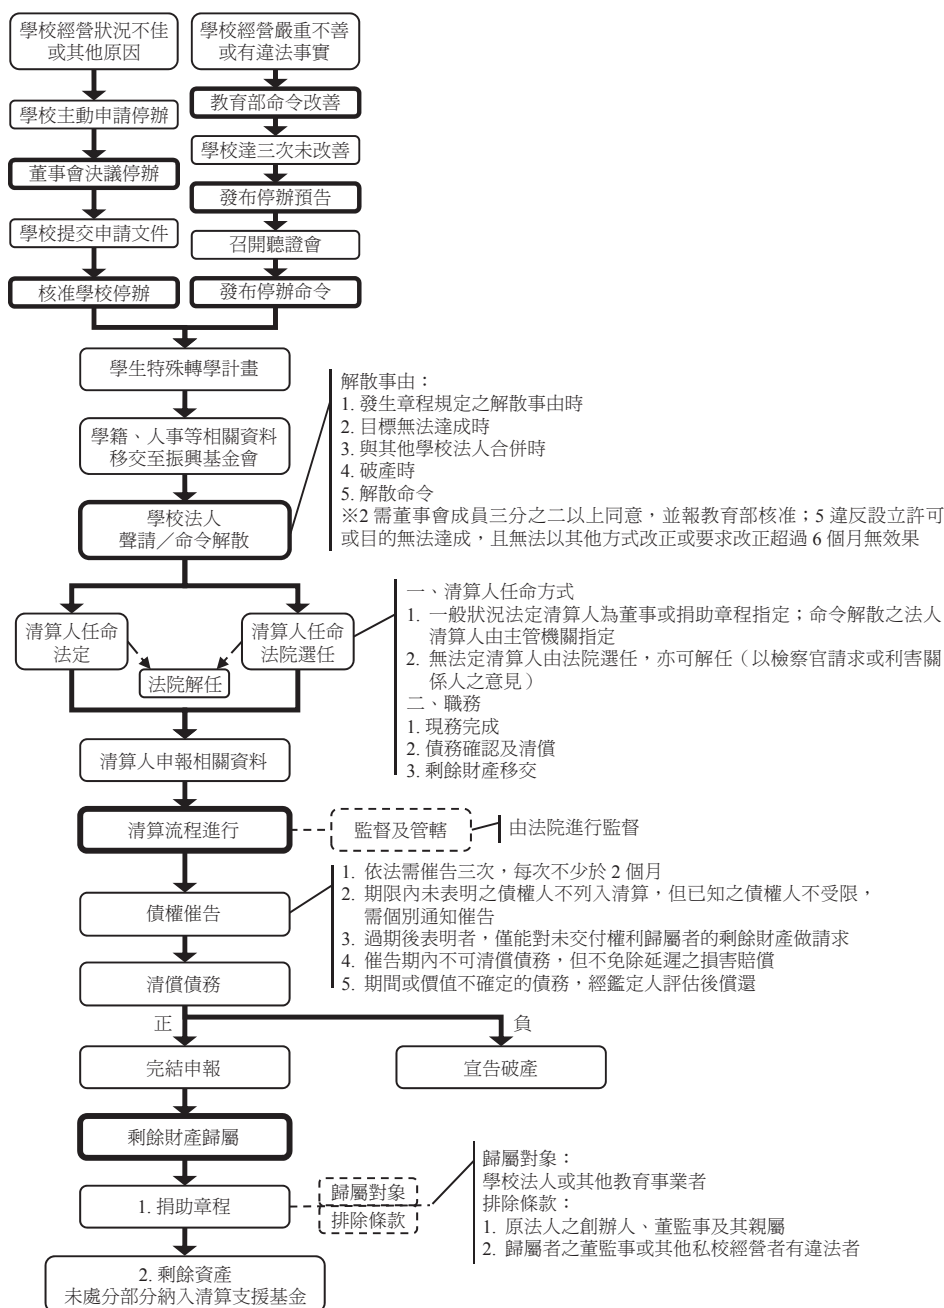 學校經營狀況不佳
或其他原因
學校經營嚴重不善
或有違法事實
學校主動申請停辦
教育部命令改善
學校達三次未改善
董事會決議停辦
發布停辦預告
學校提交申請文件
召開聽證會
核准學校停辦
發布停辦命令
學生特殊轉學計畫
學籍、人事等相關資料
移交至振興基金會
學校法人
聲請／命令解散
解散事由：
1. 發生章程規定之解散事由時
2. 目標無法達成時
3. 與其他學校法人合併時
4. 破產時
5. 解散命令
※2 需董事會成員三分之二以上同意，並報教育部核准；5 違反設立許可
或目的無法達成，且無法以其他方式改正或要求改正超過 6 個月無效果
清算人任命
法定
清算人任命
法院選任
法院解任
一、清算人任命方式
1. 一般狀況法定清算人為董事或捐助章程指定；命令解散之法人
清算人由主管機關指定
2. 無法定清算人由法院選任，亦可解任（以檢察官請求或利害關
係人之意見）
二、職務
1. 現務完成
2. 債務確認及清償
3. 剩餘財產移交
清算人申報相關資料
清算流程進行
監督及管轄
由法院進行監督
債權催告
1. 依法需催告三次，每次不少於 2 個月
2. 期限內未表明之債權人不列入清算，但已知之債權人不受限，
需個別通知催告
3. 過期後表明者，僅能對未交付權利歸屬者的剩餘財產做請求
4. 催告期內不可清償債務，但不免除延遲之損害賠償
5. 期間或價值不確定的債務，經鑑定人評估後償還
清償債務
正
負
完結申報
宣告破產
剩餘財產歸屬
1. 捐助章程
歸屬對象
排除條款
歸屬對象：
學校法人或其他教育事業者
排除條款：
1. 原法人之創辦人、董監事及其親屬
2. 歸屬者之董監事或其他私校經營者有違法者
2. 剩餘資產
未處分部分納入清算支援基金